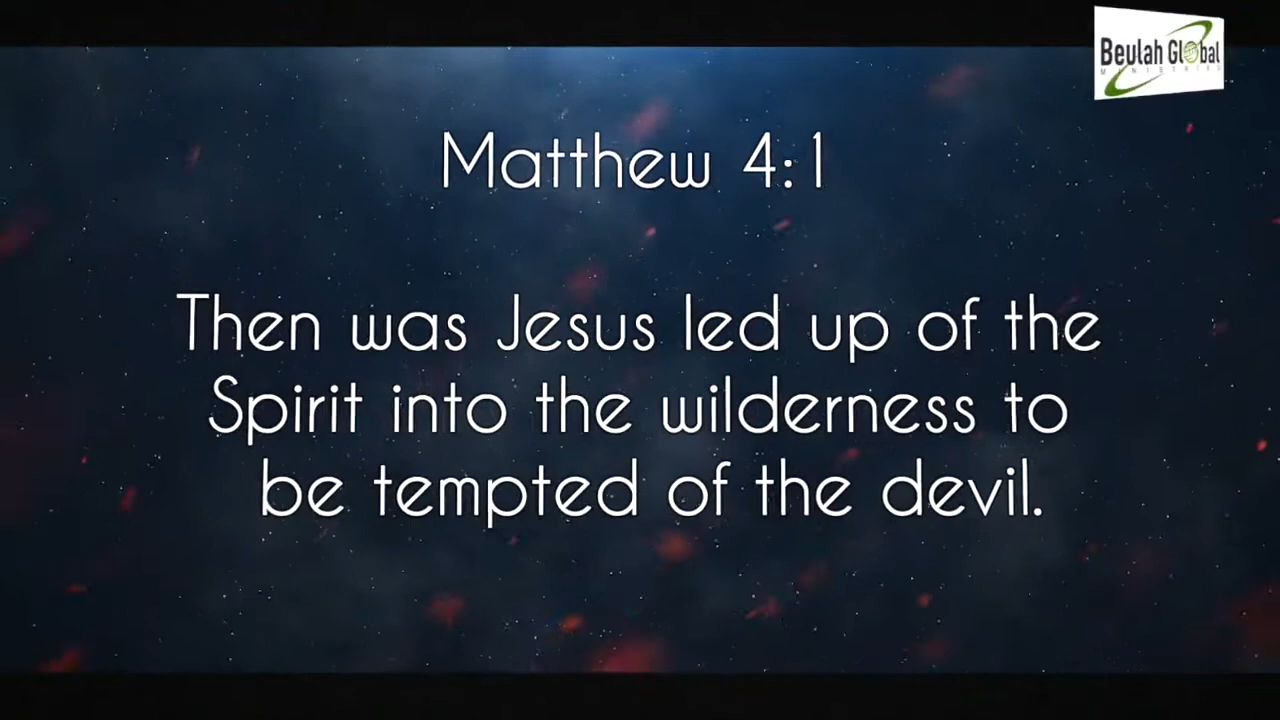 Beulah Global
MINISTRIES
Matthew 4:1
Then was Jesus led up of the
Spirit into the wilderness to
be tempted of the devil.